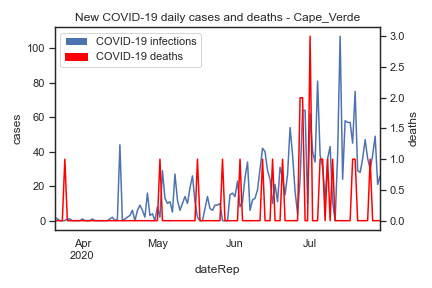 New COVID-19 daily cases and deaths - Cape_Verde
COVID-19 infections
COVID-19 deaths
cases
100
80
60
40
20
0
deaths
3.0
2.5
2.0
1.5
1.0
0.5
0.0
Apr
2020
May
Jun
Jul
dateRep